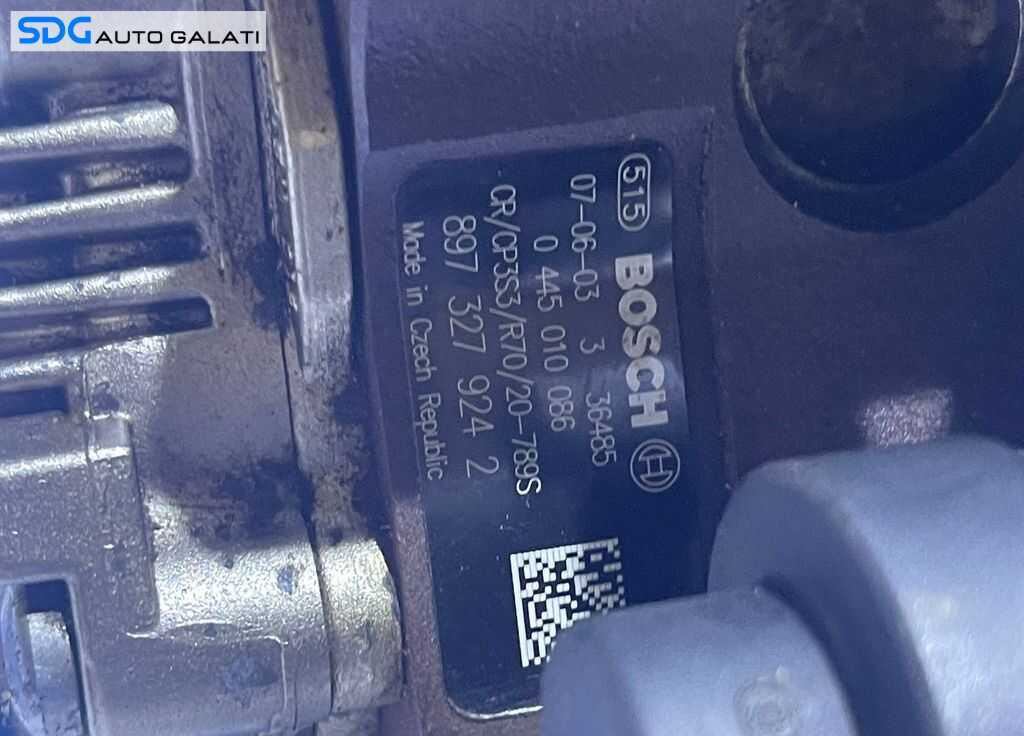 SDG AUTO GALATI
515 BOSCH
07-06-03 3 36485
0 445 010 086
CR/CP3S3/R70/20-789S
897 327 924 2
Made in Czech Republic